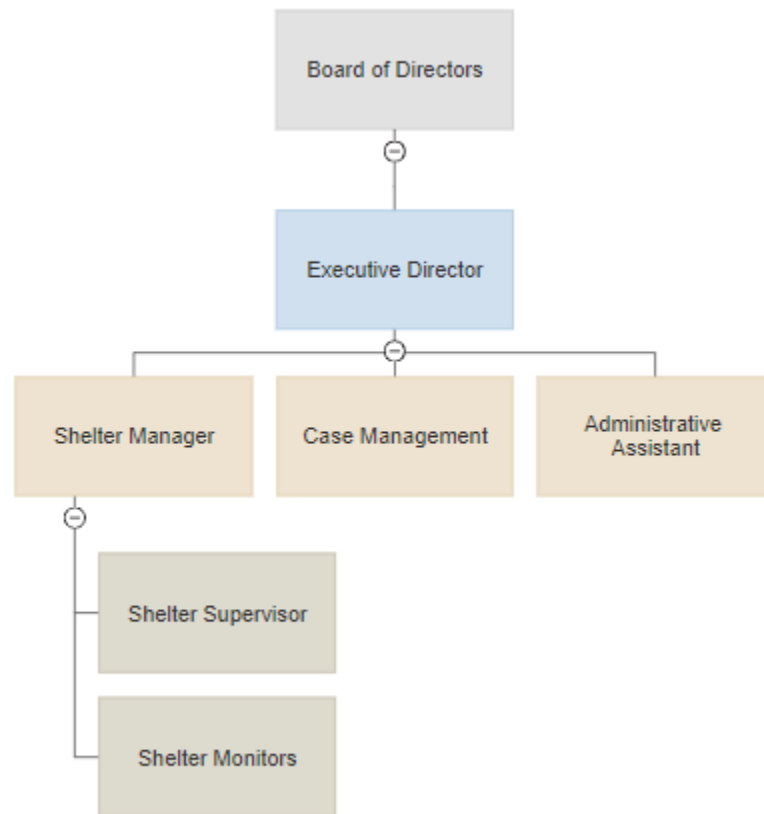 Board of Directors
Executive Director
Shelter Manager
Case Management
Administrative
Assistant
Shelter Supervisor
Shelter Monitors